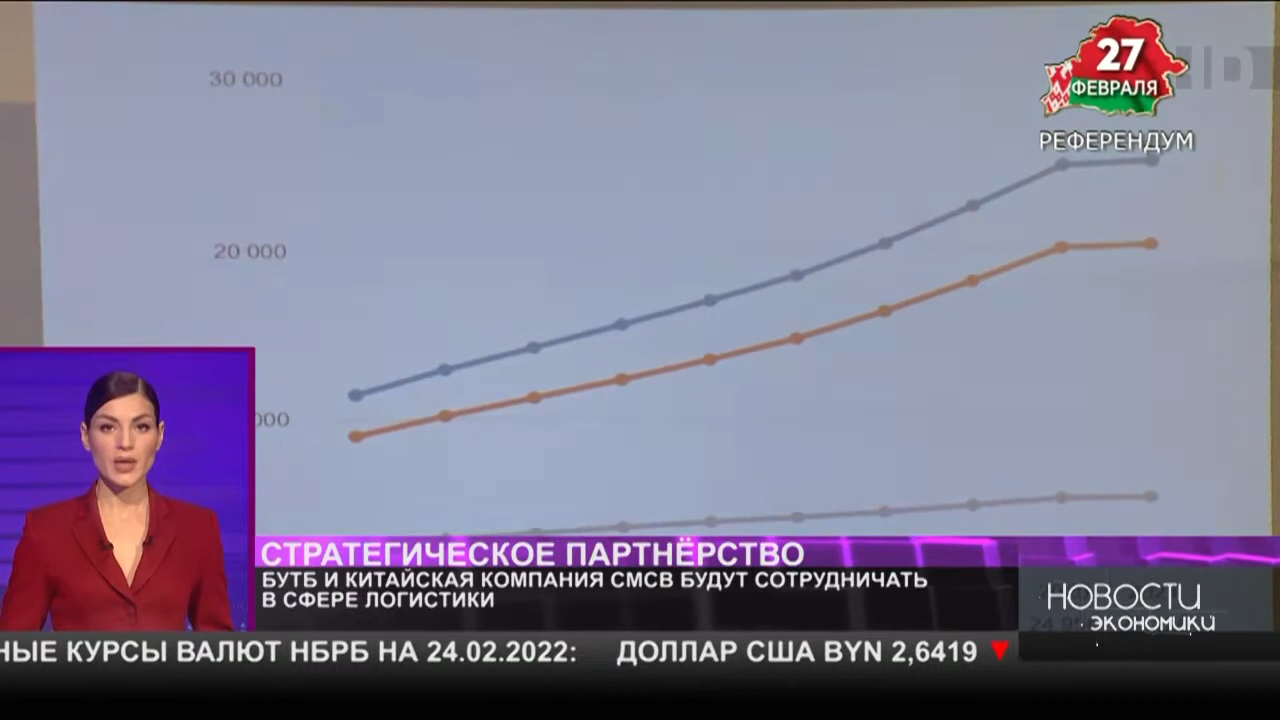 30 000
20 000
000
27
ФЕВРАЛЯ
РЕФЕРЕНДУМ
СТРАТЕГИЧЕСКОЕ ПАРТНЁРСТВО
БУТБ И КИТАЙСКАЯ КОМПАНИЯ CMCB БУДУТ СОТРУДНИЧАТЬ
В СФЕРЕ ЛОГИСТИКИ
НОВОСТИ
ЭКОНОМИКИ
НЫЕ КУРСЫ ВАЛЮТ НБРБ НА 24.02.2022: ДОЛЛАР США BYN 2,6419